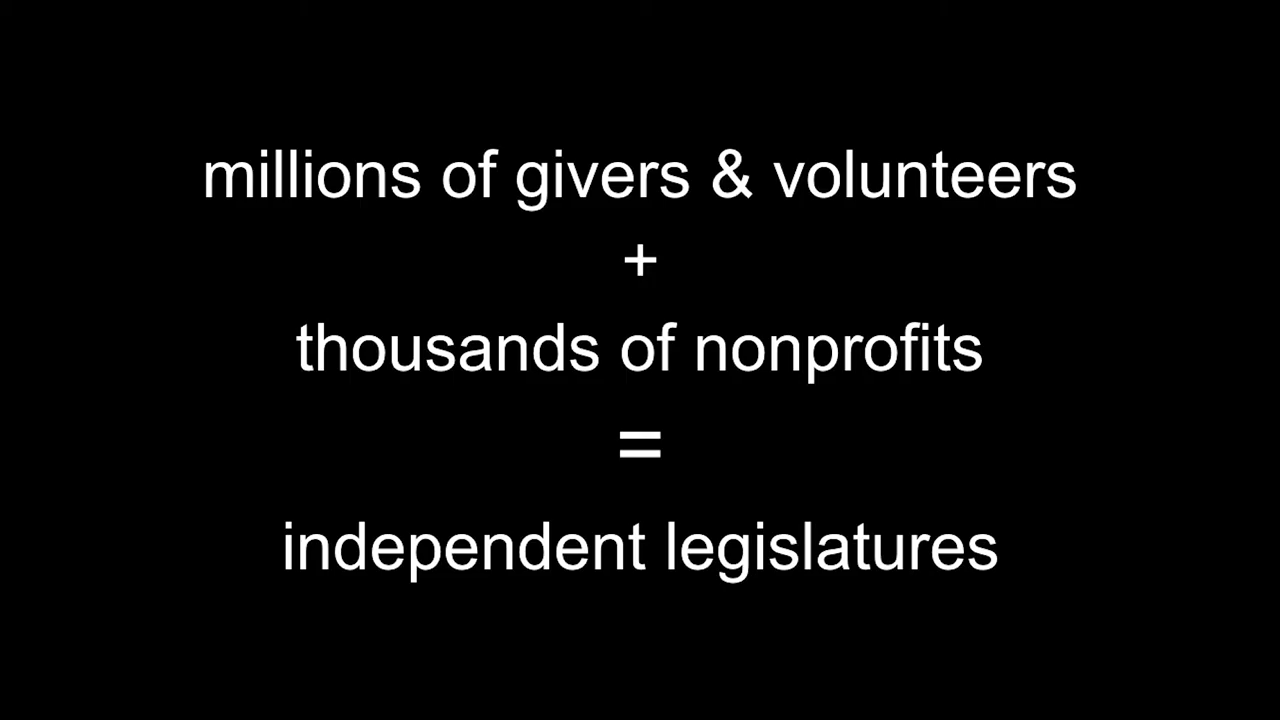 millions of givers & volunteers
+
thousands of nonprofits
=
independent legislatures